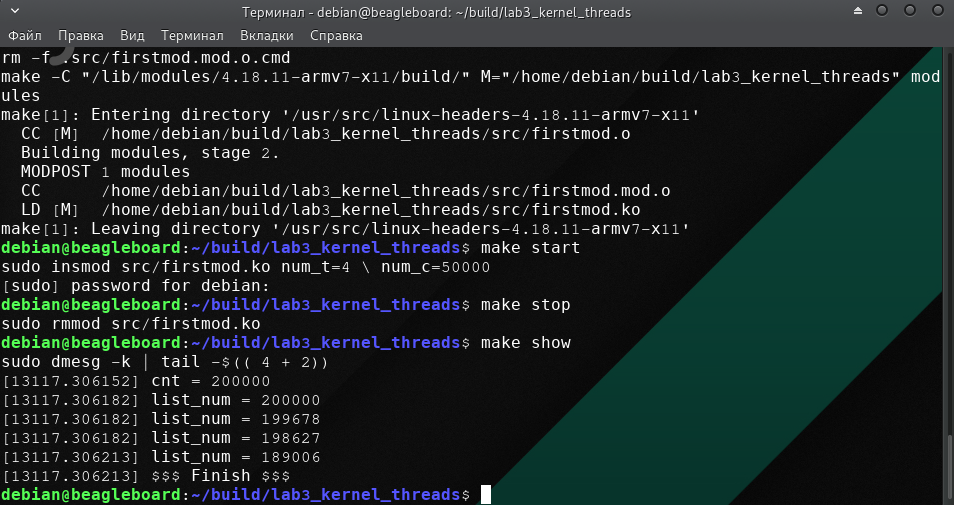 Терминал - debian@beagleboard: ~/build/lab3_kernel_threads
Файл Правка Вид Терминал Вкладки Справка
rm -f ./src/firstmod.mod.o.cmd
make -C "/lib/modules/4.18.11-armv7-x11/build/" M="/home/debian/build/lab3_kernel_threads" mod
ules
make[1]: Entering directory '/usr/src/linux-headers-4.18.11-armv7-x11'
  CC [M]  /home/debian/build/lab3_kernel_threads/src/firstmod.o
  Building modules, stage 2.
  MODPOST 1 modules
  CC      /home/debian/build/lab3_kernel_threads/src/firstmod.mod.o
  LD [M]  /home/debian/build/lab3_kernel_threads/src/firstmod.ko
make[1]: Leaving directory '/usr/src/linux-headers-4.18.11-armv7-x11'
debian@beagleboard:~/build/lab3_kernel_threads$ make start
sudo insmod src/firstmod.ko num_t=4 \ num_c=50000
[sudo] password for debian:
debian@beagleboard:~/build/lab3_kernel_threads$ make stop
sudo rmmod src/firstmod.ko
debian@beagleboard:~/build/lab3_kernel_threads$ make show
sudo dmesg -k | tail -$(( 4 + 2))
[13117.306152] cnt = 200000
[13117.306182] list_num = 200000
[13117.306182] list_num = 199678
[13117.306182] list_num = 198627
[13117.306213] list_num = 189006
[13117.306213] $$$ Finish $$$
debian@beagleboard:~/build/lab3_kernel_threads$